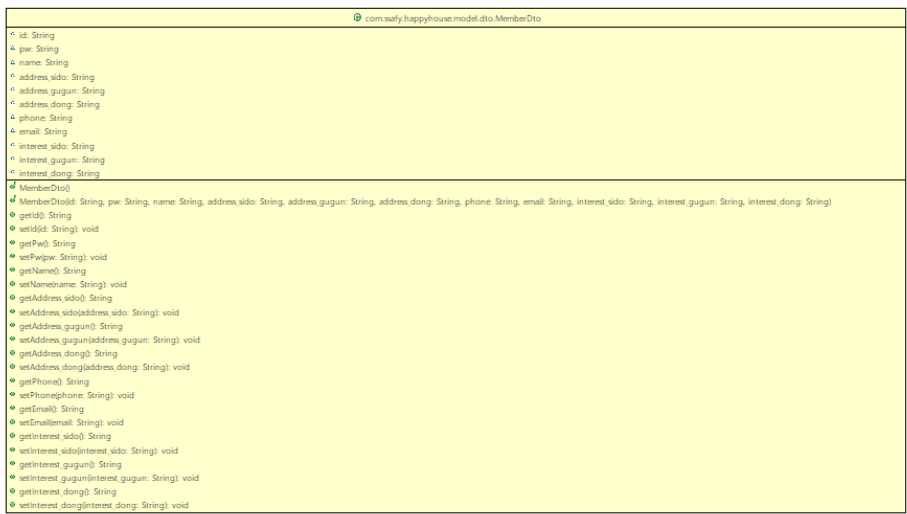 com.ssafy.happyhouse.model.dto.MemberDto
id: String
pw: String
name: String
address_sido: String
address_gugun: String
address_dong: String
phone: String
email: String
interest_sido: String
interest_gugun: String
interest_dong: String
MemberDto()
MemberDto(id: String, pw: String, name: String, address_sido: String, address_gugun: String, address_dong: String, phone: String, email: String, interest_sido: String, interest_gugun: String, interest_dong: String)
getId(): String
setId(id: String): void
getPw(): String
setPw(pw: String): void
getName(): String
setName(name: String): void
getAddress_sido(): String
setAddress_sido(address_sido: String): void
getAddress_gugun(): String
setAddress_gugun(address_gugun: String): void
getAddress_dong(): String
setAddress_dong(address_dong: String): void
getPhone(): String
setPhone(phone: String): void
getEmail(): String
setEmail(email: String): void
getInterest_sido(): String
setInterest_sido(interest_sido: String): void
getInterest_gugun(): String
setInterest_gugun(interest_gugun: String): void
getInterest_dong(): String
setInterest_dong(interest_dong: String): void